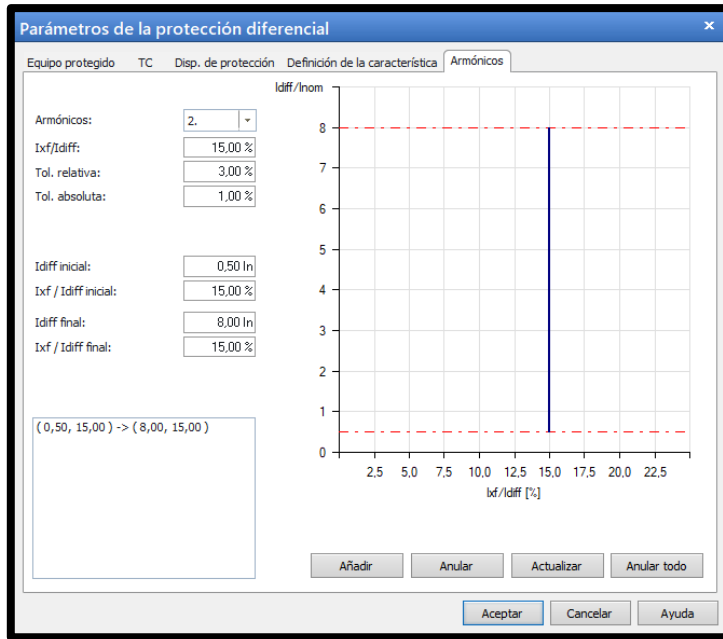 Parámetros de la protección diferencial
Equipo protegido TC Disp. de protección Definición de la característica Armónicos
Armónicos: 2.
Ixf/Idiff: 15,00 %
Tol. relativa: 3,00 %
Tol. absoluta: 1,00 %
Idiff inicial: 0,50 In
Ixf / Idiff inicial: 15,00 %
Idiff final: 8,00 In
Ixf / Idiff final: 15,00 %
( 0,50, 15,00 ) -> ( 8,00, 15,00 )
Idiff/Inom
8
7
6
5
4
3
2
1
0
2,5 5,0 7,5 10,0 12,5 15,0 17,5 20,0 22,5
Ixf/Idiff [%]
Añadir Anular Actualizar Anular todo
Aceptar Cancelar Ayuda